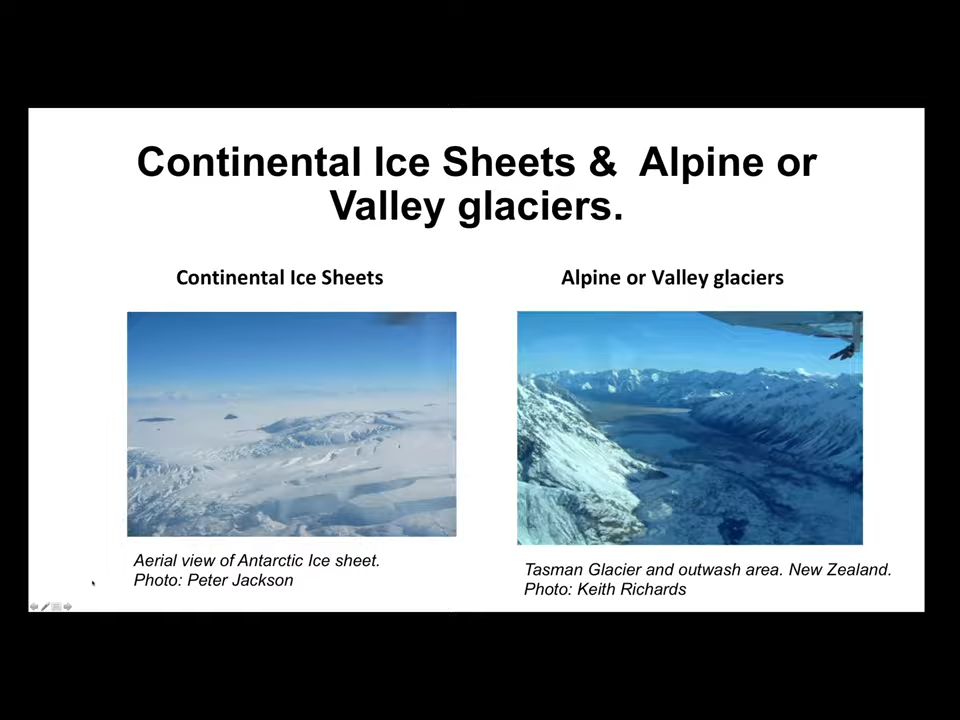 Continental Ice Sheets &  Alpine or
Valley glaciers.
Continental Ice Sheets
Alpine or Valley glaciers
Aerial view of Antarctic Ice sheet.
Photo: Peter Jackson
Tasman Glacier and outwash area. New Zealand.
Photo: Keith Richards